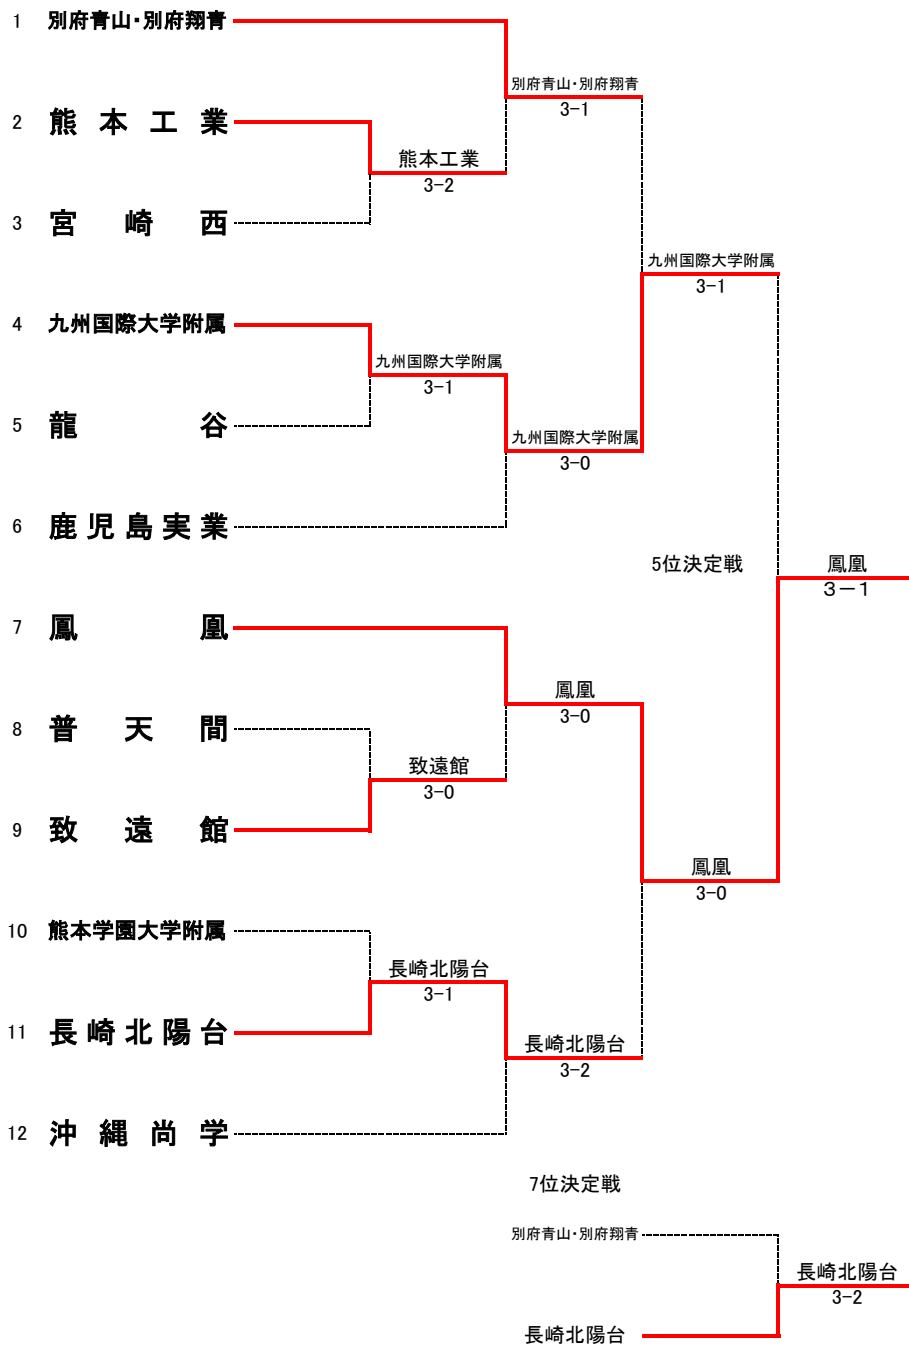 1 別府青山・別府翔青
別府青山・別府翔青
3-1
2 熊本工業
熊本工業
3-2
3 宮崎西
九州国際大学附属
3-1
4 九州国際大学附属
九州国際大学附属
3-1
5 龍谷
九州国際大学附属
3-0
6 鹿児島実業
5位決定戦
鳳凰
3-1
7 鳳凰
鳳凰
3-0
8 普天間
致遠館
3-0
9 致遠館
鳳凰
3-0
10 熊本学園大学附属
長崎北陽台
3-1
11 長崎北陽台
長崎北陽台
3-2
12 沖縄尚学
7位決定戦
別府青山・別府翔青
長崎北陽台
3-2
長崎北陽台